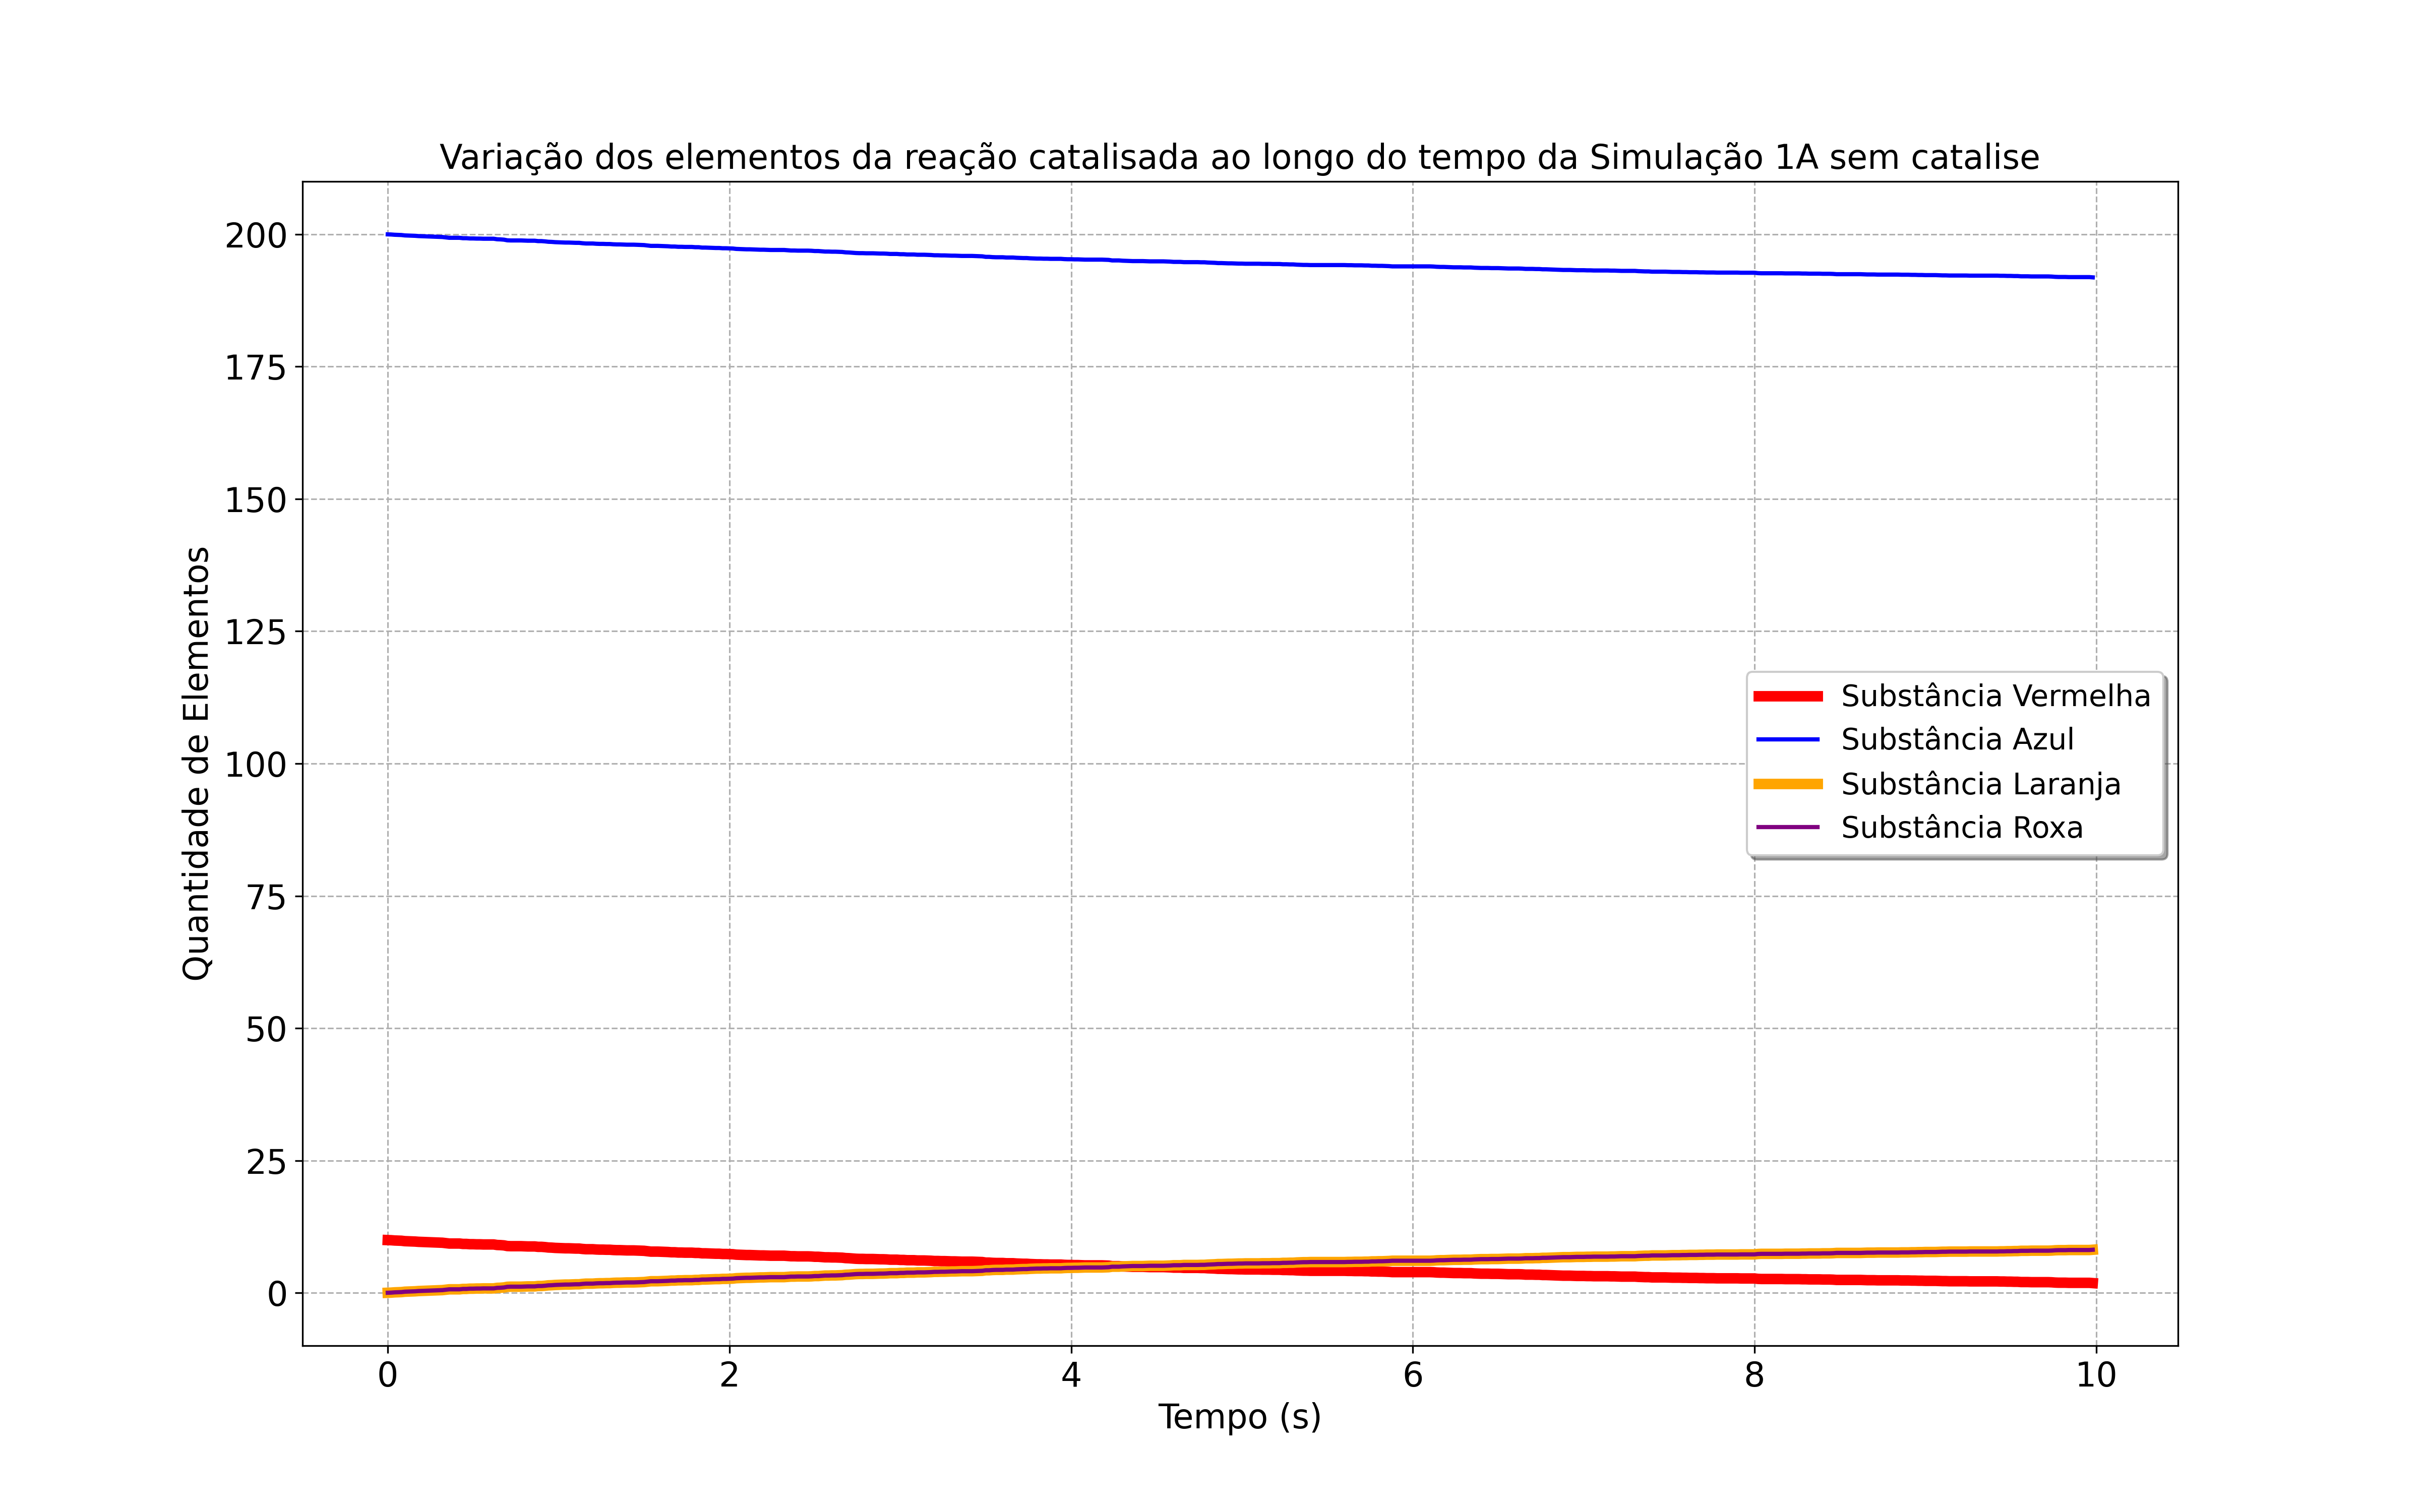 Variação dos elementos da reação catalisada ao longo do tempo da Simulação 1A sem catalise
Quantidade de Elementos
200
175
150
125
100
75
50
25
0
Substância Vermelha
Substância Azul
Substância Laranja
Substância Roxa
0 2 4 6 8 10
Tempo (s)